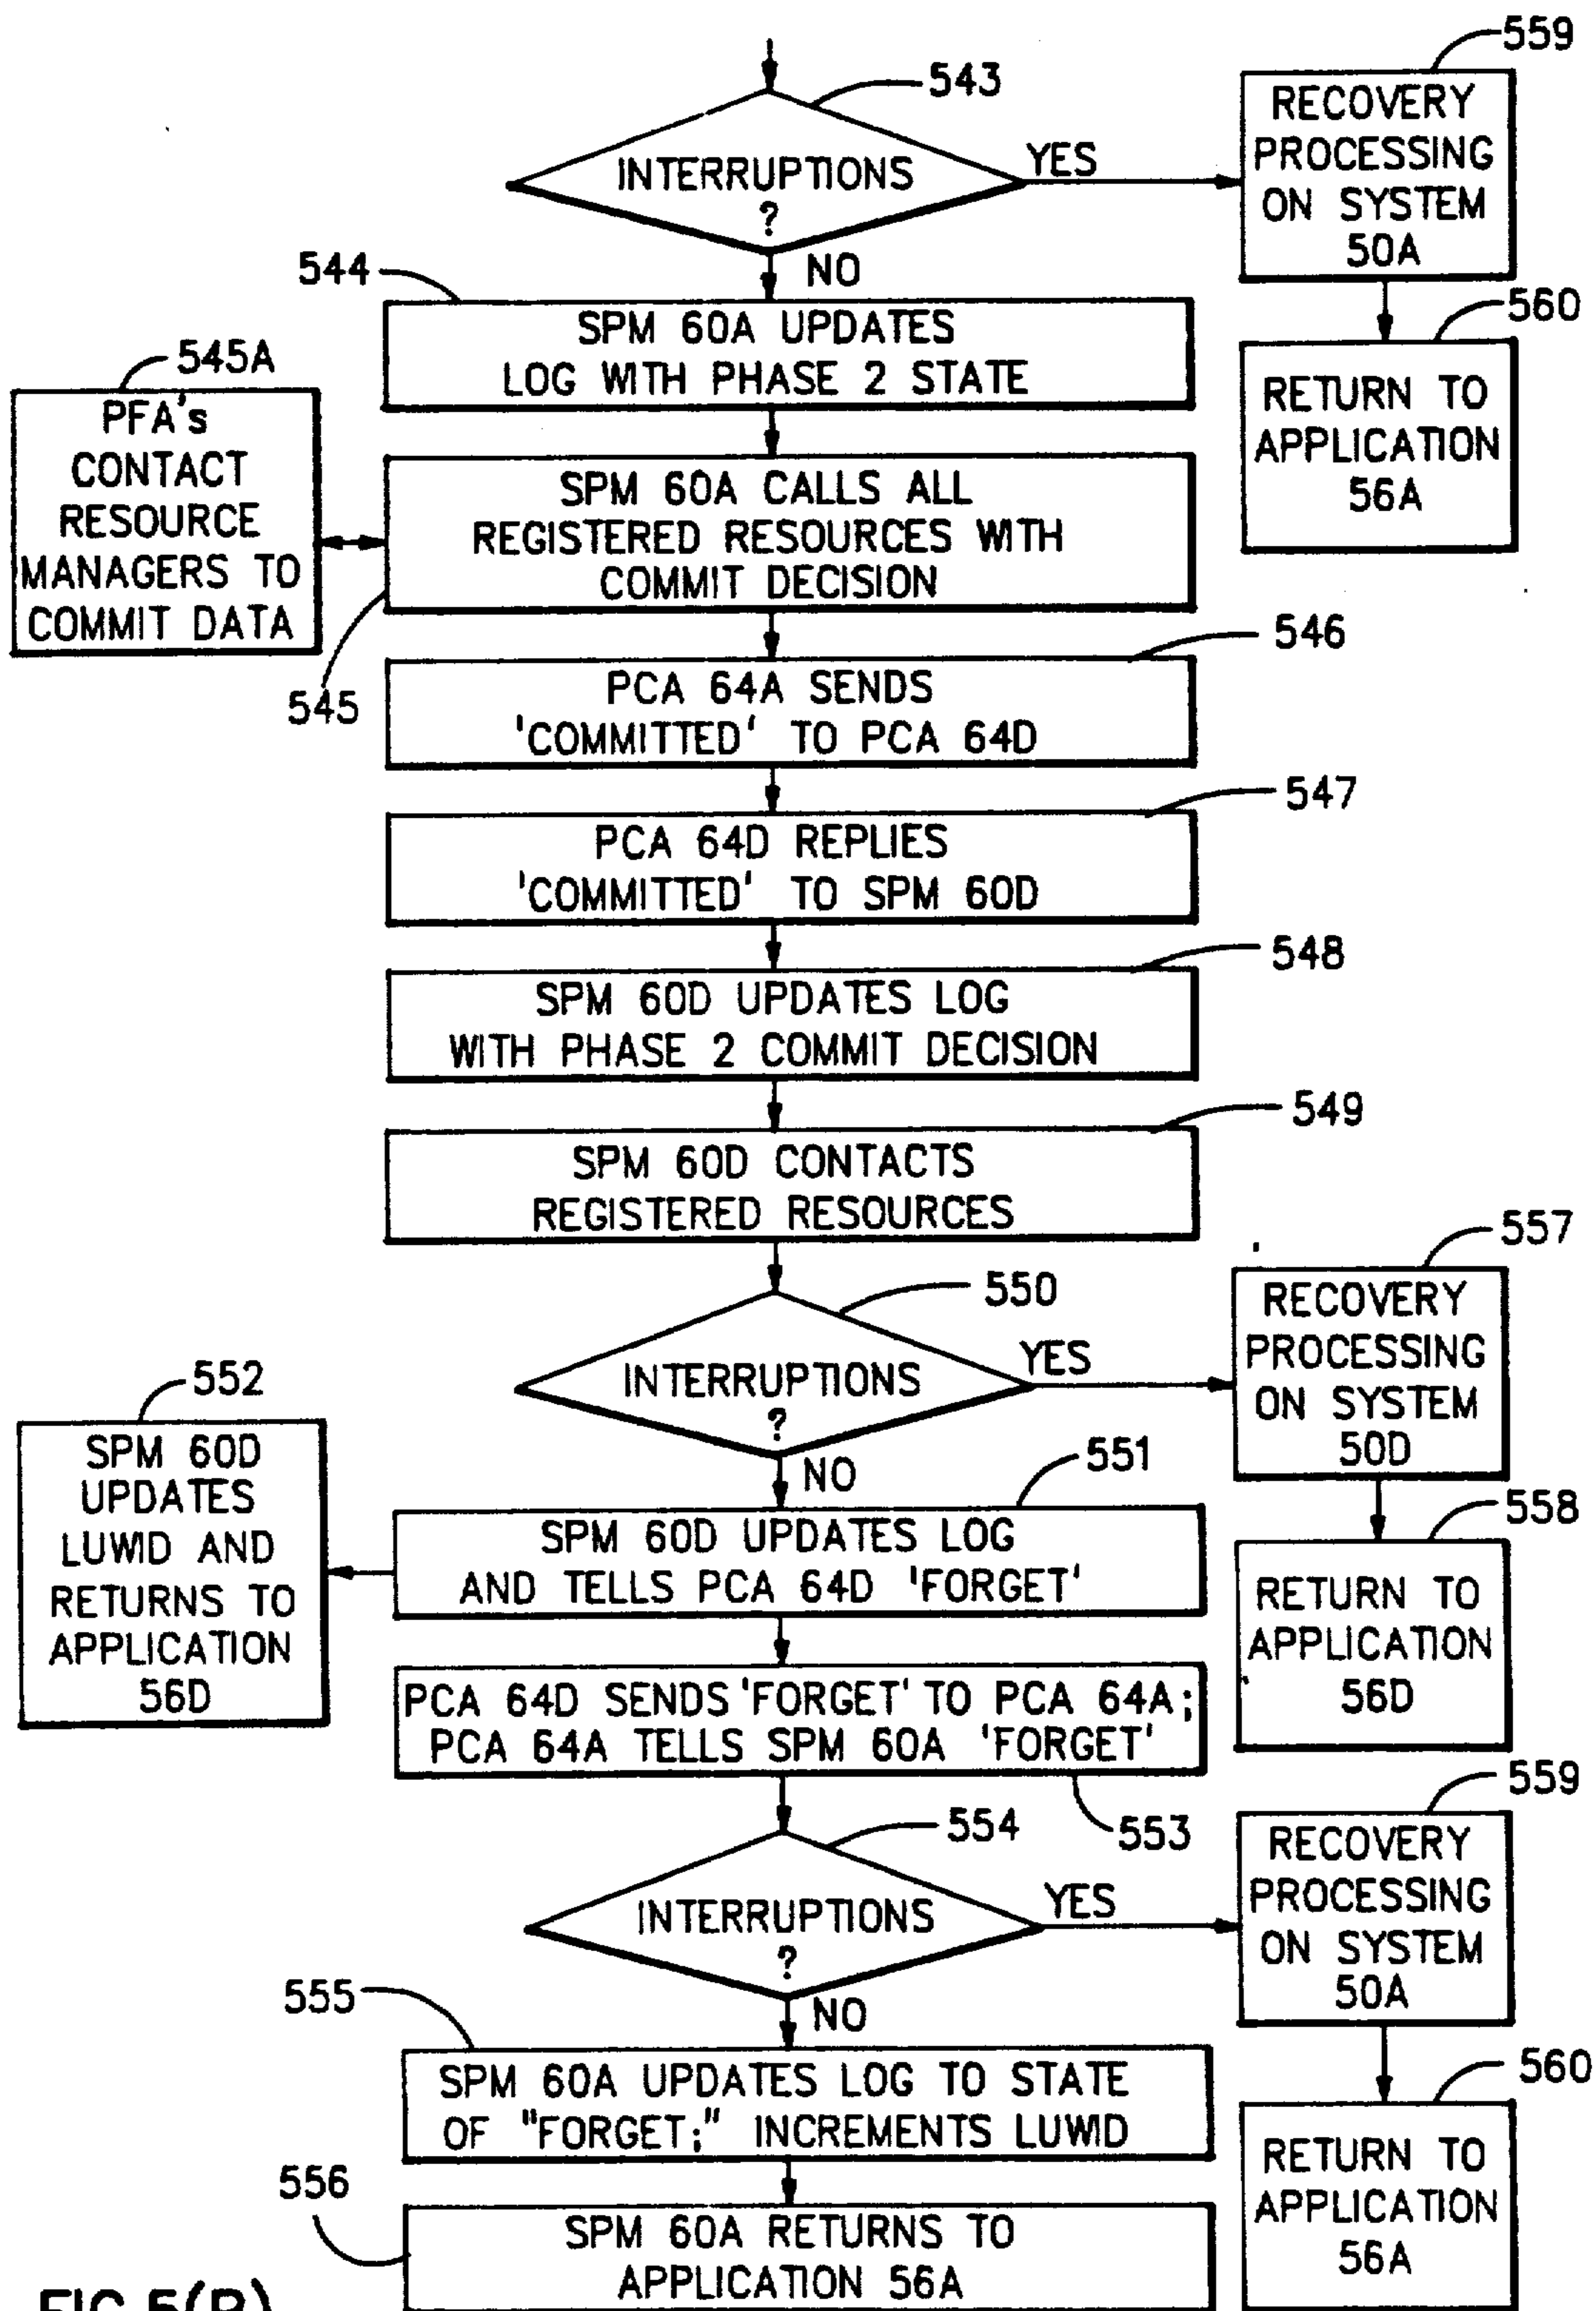 559
543
RECOVERY
PROCESSING
ON SYSTEM
50A
INTERRUPTIONS
?
YES
NO
544
SPM 60A UPDATES
LOG WITH PHASE 2 STATE
560
RETURN TO
APPLICATION
56A
545A
PFA's
CONTACT
RESOURCE
MANAGERS TO
COMMIT DATA
SPM 60A CALLS ALL
REGISTERED RESOURCES WITH
COMMIT DECISION
545
546
PCA 64A SENDS
'COMMITTED' TO PCA 64D
547
PCA 64D REPLIES
'COMMITTED' TO SPM 60D
548
SPM 60D UPDATES LOG
WITH PHASE 2 COMMIT DECISION
549
SPM 60D CONTACTS
REGISTERED RESOURCES
557
550
RECOVERY
PROCESSING
ON SYSTEM
50D
INTERRUPTIONS
?
YES
NO
552
SPM 60D
UPDATES
LUWID AND
RETURNS TO
APPLICATION
56D
551
SPM 60D UPDATES LOG
AND TELLS PCA 64D 'FORGET'
558
RETURN TO
APPLICATION
56D
PCA 64D SENDS 'FORGET' TO PCA 64A;
PCA 64A TELLS SPM 60A 'FORGET'
553
559
554
RECOVERY
PROCESSING
ON SYSTEM
50A
INTERRUPTIONS
?
YES
NO
555
SPM 60A UPDATES LOG TO STATE
OF "FORGET;" INCREMENTS LUWID
560
RETURN TO
APPLICATION
56A
556
SPM 60A RETURNS TO
APPLICATION 56A